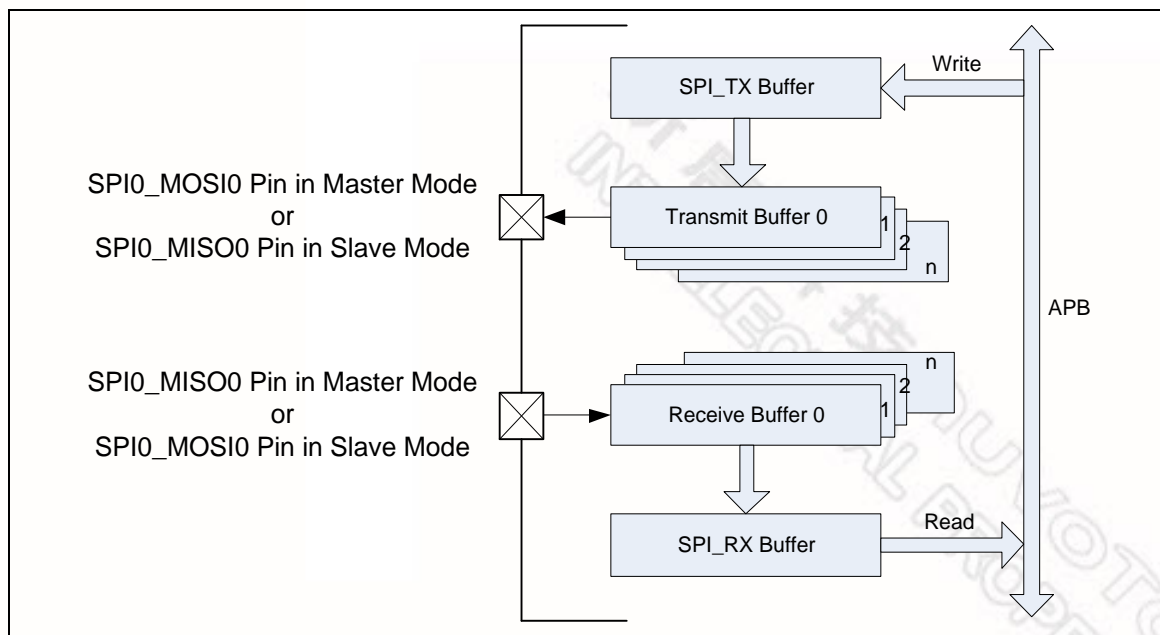 SPI_TX Buffer
Write
SPI0_MOSI0 Pin in Master Mode
or
SPI0_MISO0 Pin in Slave Mode
Transmit Buffer 0
1
2
n
APB
SPI0_MISO0 Pin in Master Mode
or
SPI0_MOSI0 Pin in Slave Mode
n
2
1
Receive Buffer 0
SPI_RX Buffer
Read